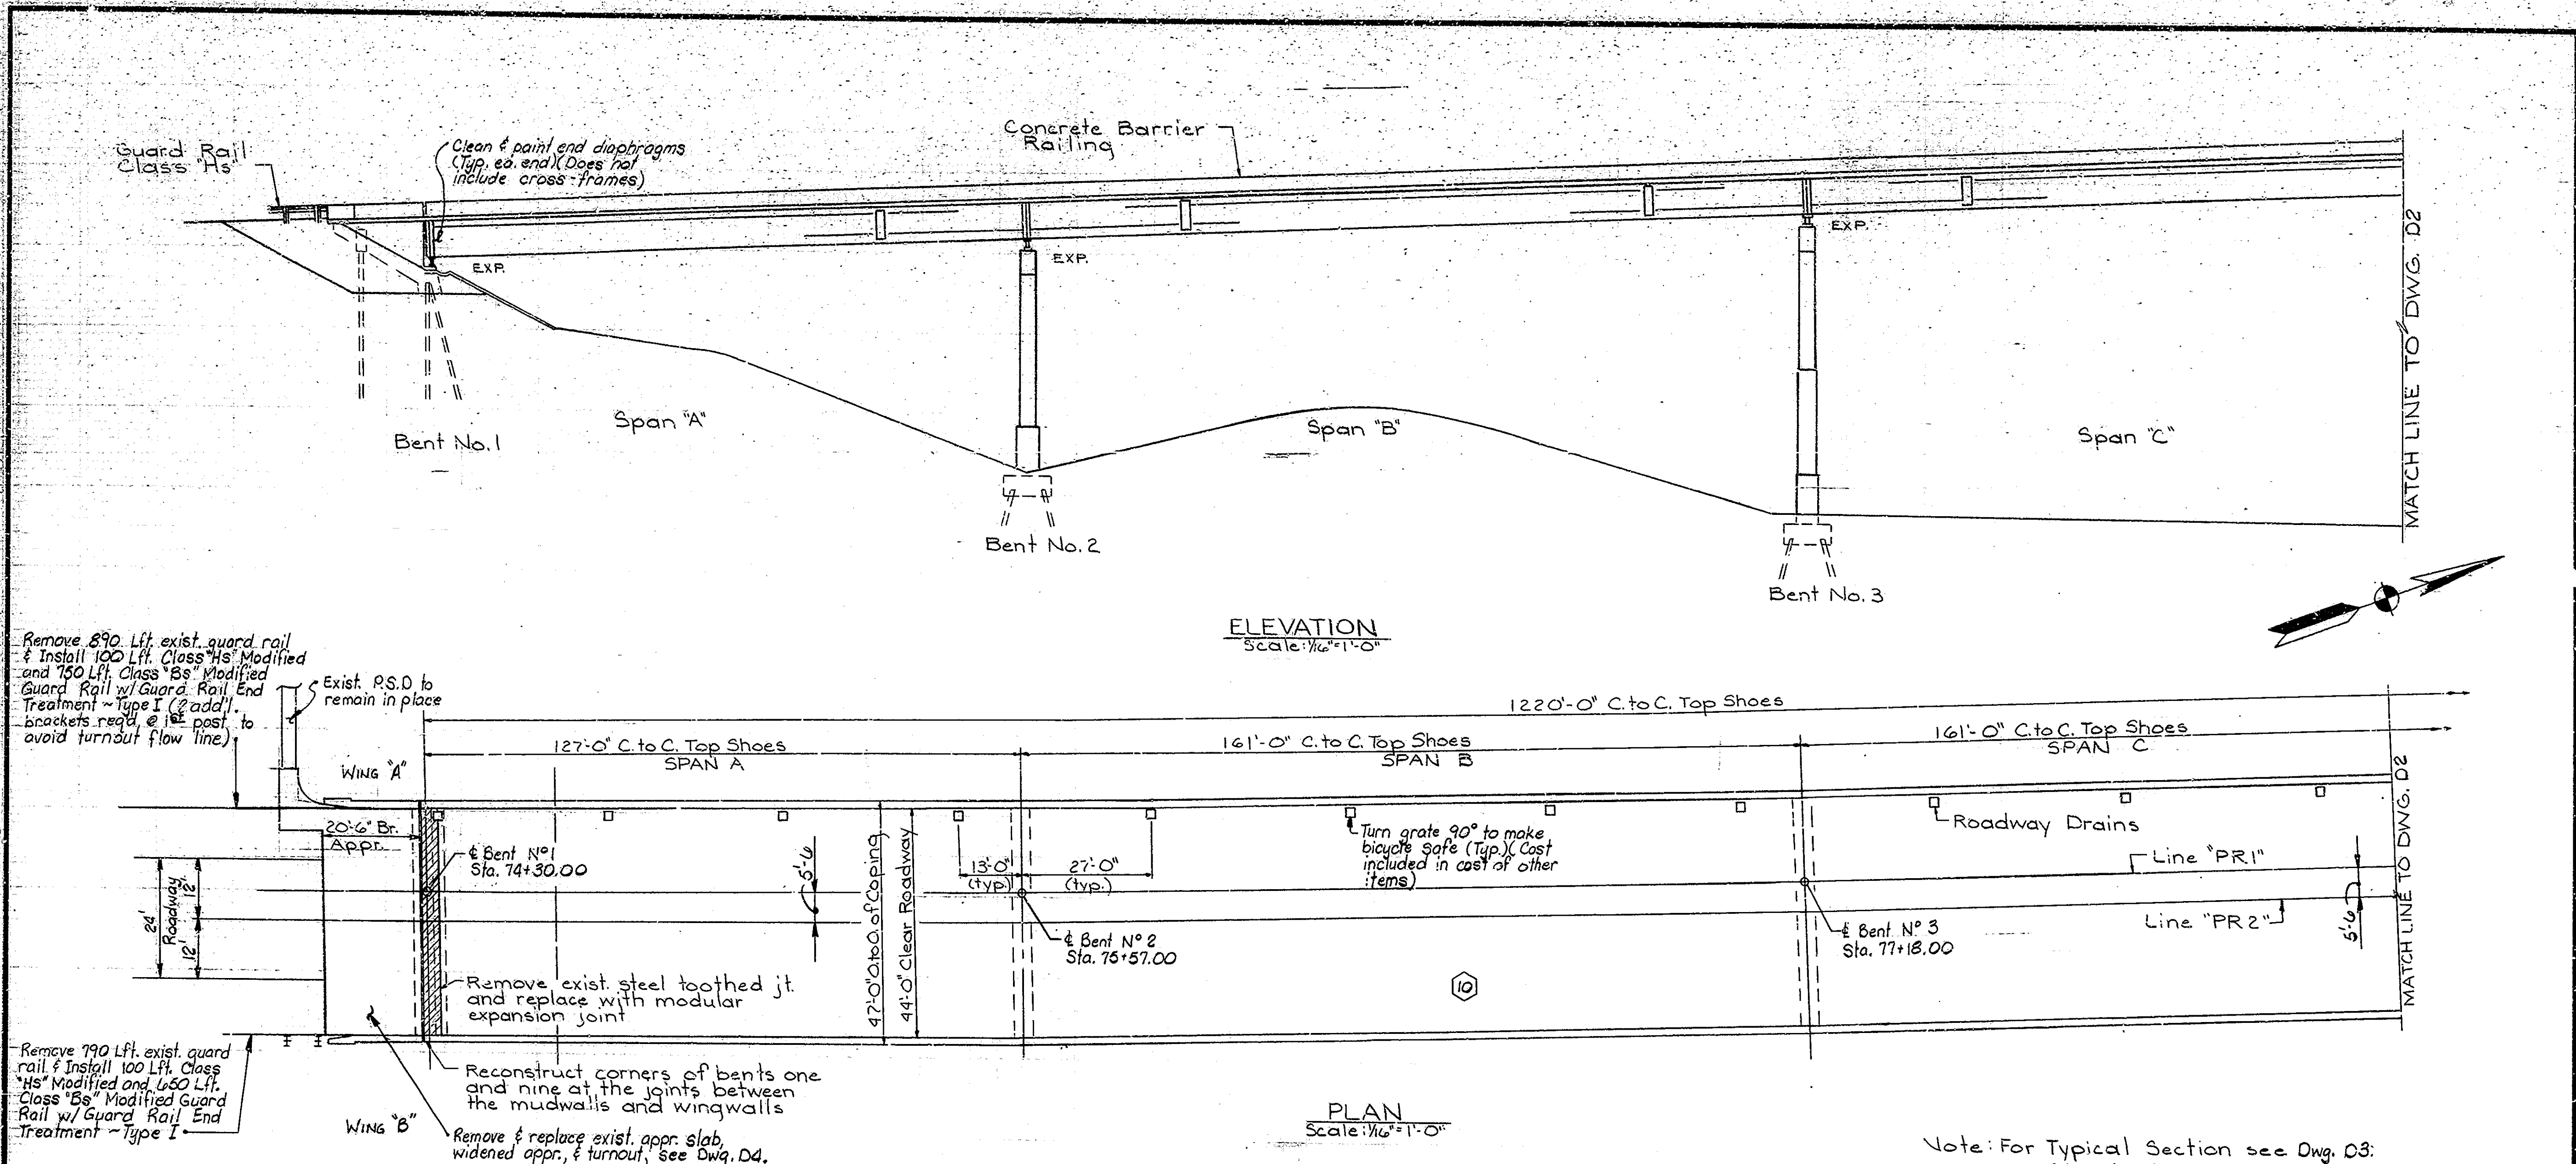 Guard Rail
Class "Hs"
Clean & paint end diaphragms
(Typ. ea. end)(Does not
include cross-frames)
Concrete Barrier
Railing
EXP.
EXP.
EXP.
Span "A"
Span "B"
Span "C"
Bent No. 1
Bent No. 2
Bent No. 3
MATCH LINE TO DWG. D2
ELEVATION
Scale: 1/16"=1'-0"
Remove 890 Lft. exist. guard rail
& Install 100 Lft. Class "Hs" Modified
and 750 Lft. Class "Bs" Modified
Guard Rail w/ Guard Rail End
Treatment ~ Type I (2 add'l.
brackets req'd. @ 1st post to
avoid turnout flow line)
Exist. P.S.D to
remain in place
1220'-0" C. to C. Top Shoes
127'-0" C. to C. Top Shoes
SPAN A
161'-0" C. to C. Top Shoes
SPAN B
161'-0" C. to C. Top Shoes
SPAN C
WING "A"
20'-6" Br.
Appr.
24'
Roadway
12'
12'
℄ Bent Nº 1
Sta. 74+30.00
5'-6
47'-0" O. to O. of Coping
44'-0" Clear Roadway
13'-0"
(typ.)
27'-0"
(typ.)
Turn grate 90° to make
bicycle safe (Typ.)(Cost
included in cost of other
items)
Roadway Drains
Line "PR.1"
Line "PR 2"
5'-6
MATCH LINE TO DWG. D2
℄ Bent Nº 2
Sta. 75+57.00
℄ Bent Nº 3
Sta. 77+18.00
10
Remove exist. steel toothed jt.
and replace with modular
expansion joint
Reconstruct corners of bents one
and nine at the joints between
the mudwalls and wingwalls
Remove 790 Lft. exist. guard
rail & Install 100 Lft. Class
"Hs" Modified and 650 Lft.
Class "Bs" Modified Guard
Rail w/ Guard Rail End
Treatment ~ Type I
WING "B"
Remove & replace exist. appr. slab,
widened appr., & turnout, see Dwg. D4.
PLAN
Scale: 1/16"=1'-0"
Note: For Typical Section see Dwg. D3: